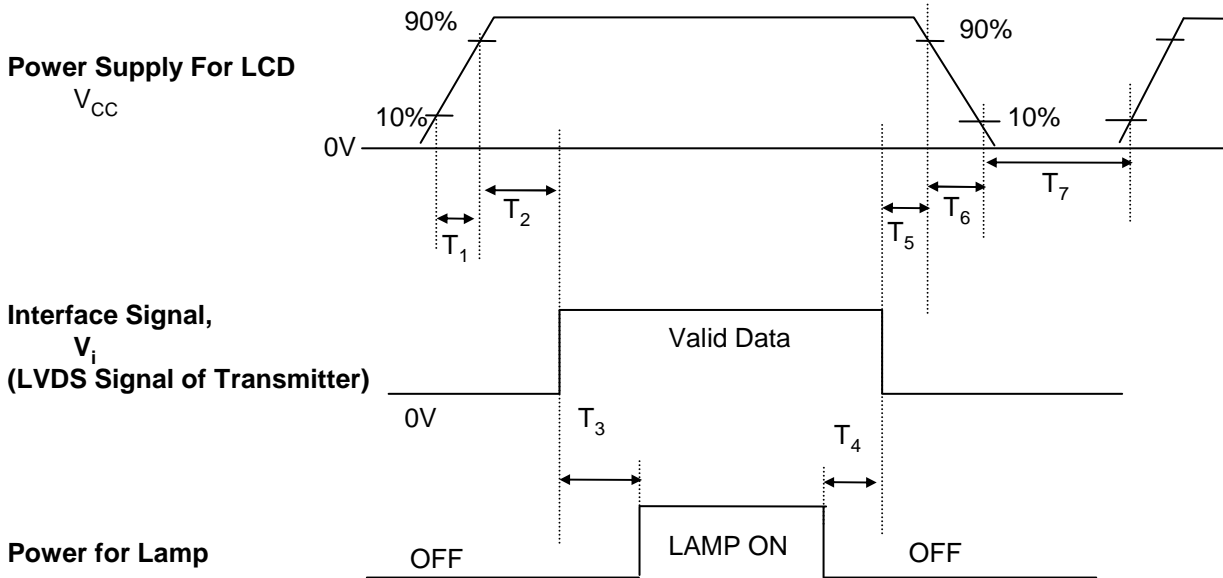 90%
90%
Power Supply For LCD
VCC
10%
10%
0V
T1
T2
T5
T6
T7
Interface Signal,
Vi
(LVDS Signal of Transmitter)
Valid Data
0V
T3
T4
Power for Lamp
OFF
LAMP ON
OFF